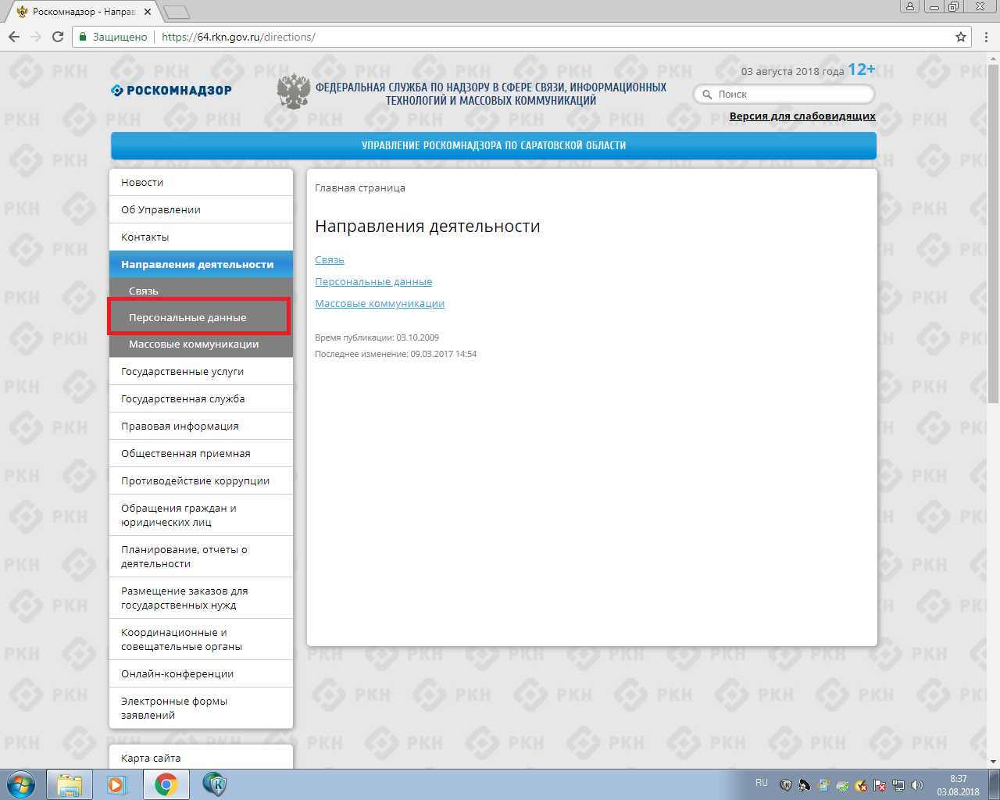 Роскомнадзор - Направ
Защищено
https://64.rkn.gov.ru/directions/
03 августа 2018 года 12+
РОСКОМНАДЗОР
ФЕДЕРАЛЬНАЯ СЛУЖБА ПО НАДЗОРУ В СФЕРЕ СВЯЗИ, ИНФОРМАЦИОННЫХ
ТЕХНОЛОГИЙ И МАССОВЫХ КОММУНИКАЦИЙ
Поиск
Версия для слабовидящих
УПРАВЛЕНИЕ РОСКОМНАДЗОРА ПО САРАТОВСКОЙ ОБЛАСТИ
Новости
Об Управлении
Контакты
Направления деятельности
Связь
Персональные данные
Массовые коммуникации
Государственные услуги
Государственная служба
Правовая информация
Общественная приемная
Противодействие коррупции
Обращения граждан и
юридических лиц
Планирование, отчеты о
деятельности
Размещение заказов для
государственных нужд
Координационные и
совещательные органы
Онлайн-конференции
Электронные формы
заявлений
Карта сайта
Главная страница
Направления деятельности
Связь
Персональные данные
Массовые коммуникации
Время публикации: 03.10.2009
Последнее изменение: 09.03.2017 14:54
RU
8:37
03.08.2018